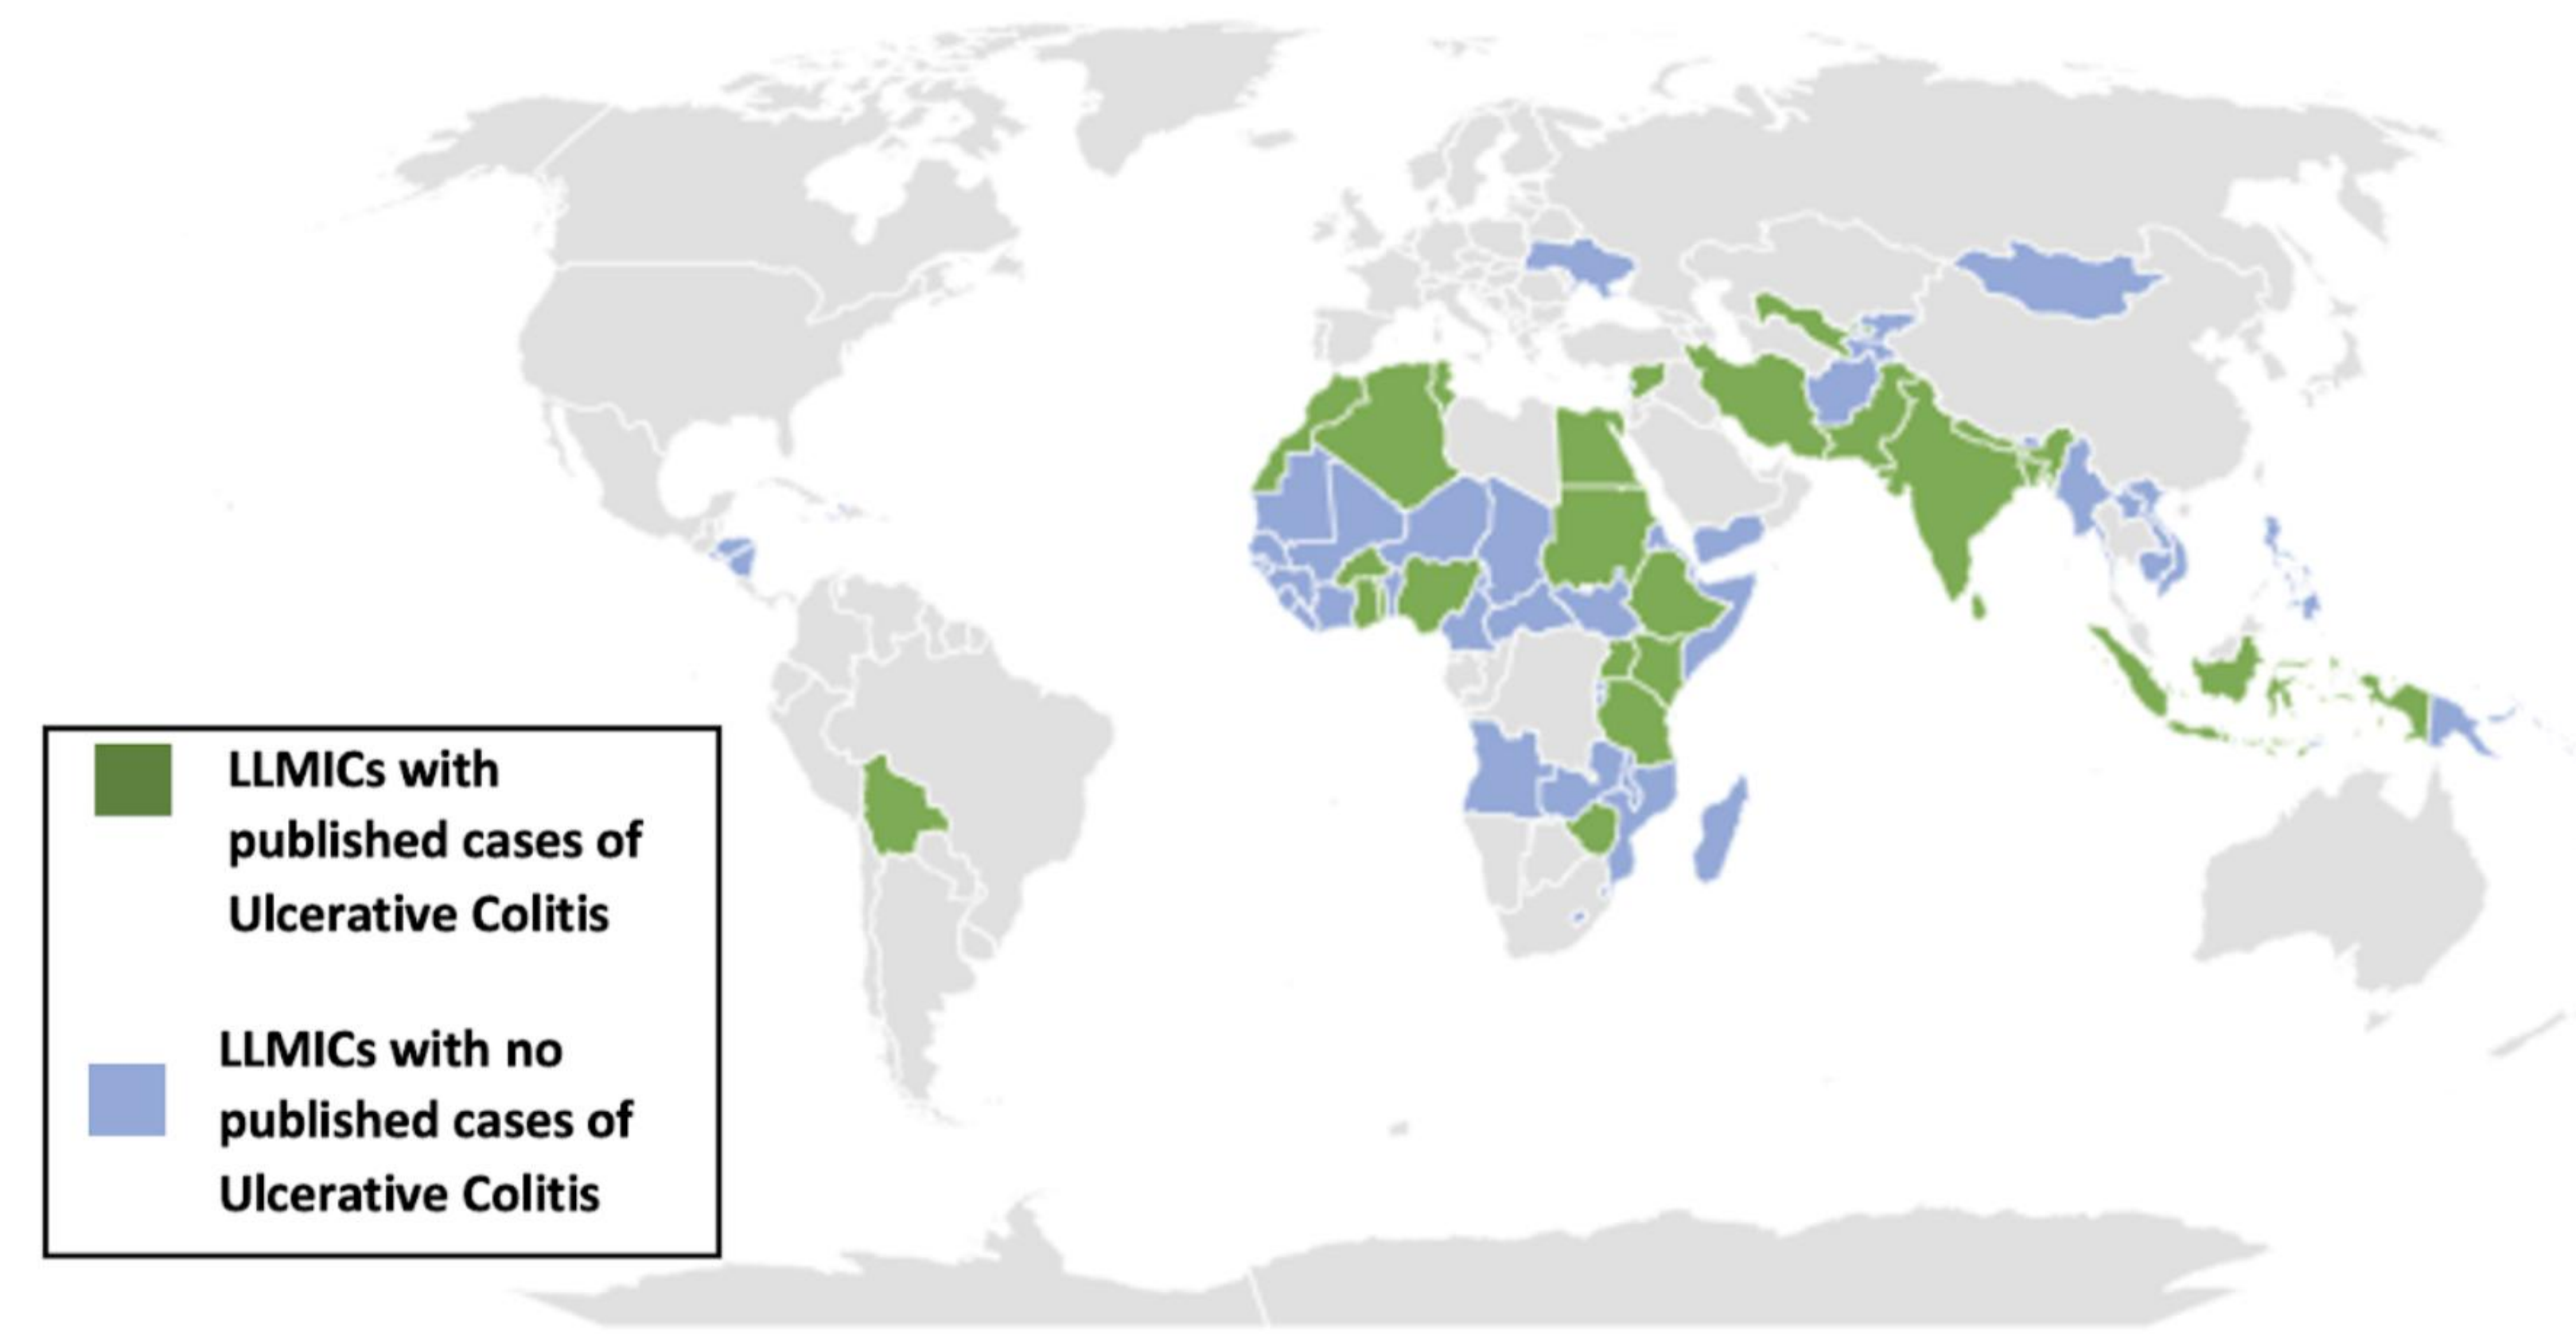 LLMICs with
published cases of
Ulcerative Colitis
LLMICs with no
published cases of
Ulcerative Colitis